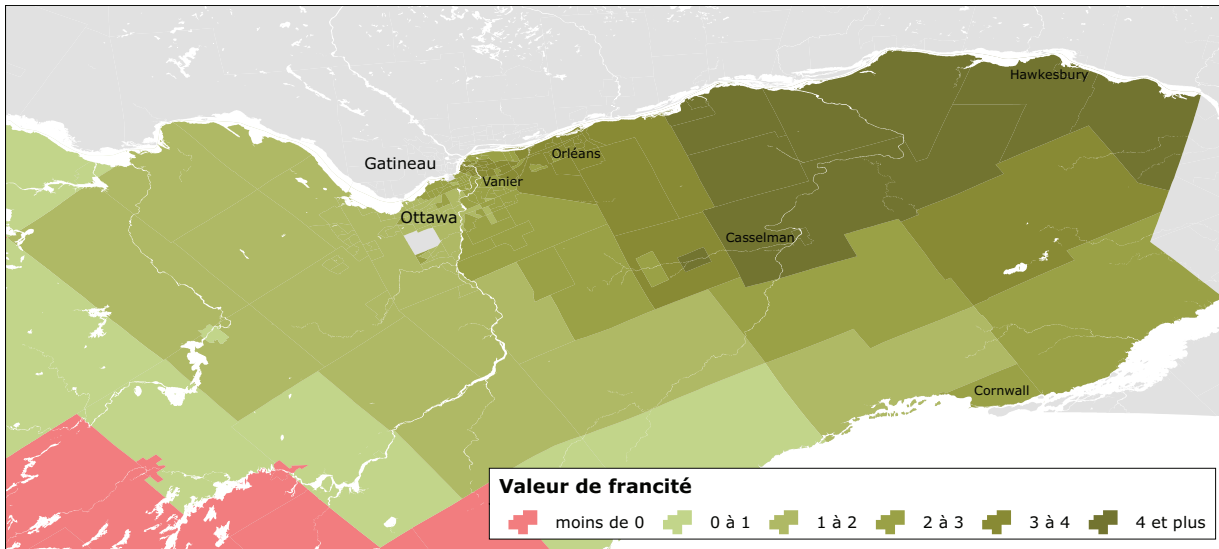 Hawkesbury
Orléans
Gatineau
Vanier
Ottawa
Casselman
Cornwall
Valeur de francité
moins de 0 0 à 1 1 à 2 2 à 3 3 à 4 4 et plus